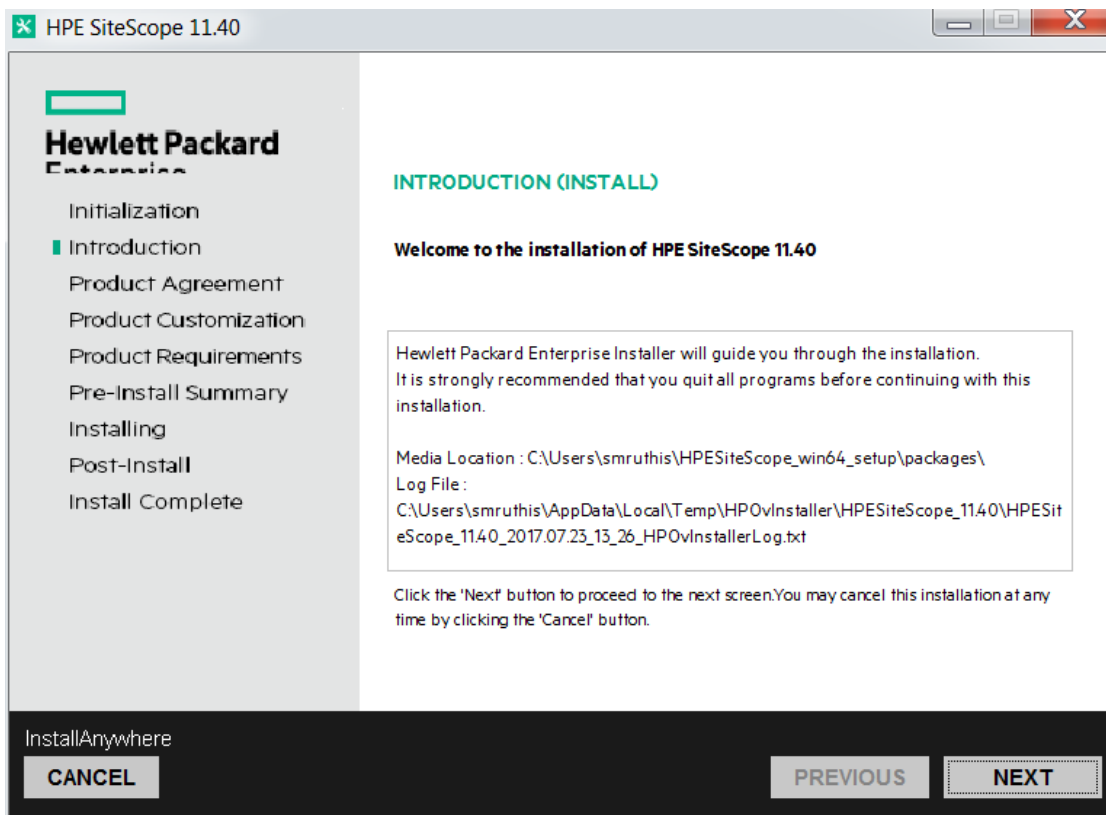 HPE SiteScope 11.40
Hewlett Packard
Enterprise
Initialization
Introduction
Product Agreement
Product Customization
Product Requirements
Pre-Install Summary
Installing
Post-Install
Install Complete
INTRODUCTION (INSTALL)
Welcome to the installation of HPE SiteScope 11.40
Hewlett Packard Enterprise Installer will guide you through the installation.
It is strongly recommended that you quit all programs before continuing with this
installation.
Media Location : C:\Users\smruthis\HPESiteScope_win64_setup\packages\
Log File :
C:\Users\smruthis\AppData\Local\Temp\HPOvInstaller\HPESiteScope_11.40\HPESit
eScope_11.40_2017.07.23_13_26_HPOvInstallerLog.txt
Click the 'Next' button to proceed to the next screen.You may cancel this installation at any
time by clicking the 'Cancel' button.
InstallAnywhere
CANCEL
PREVIOUS
NEXT